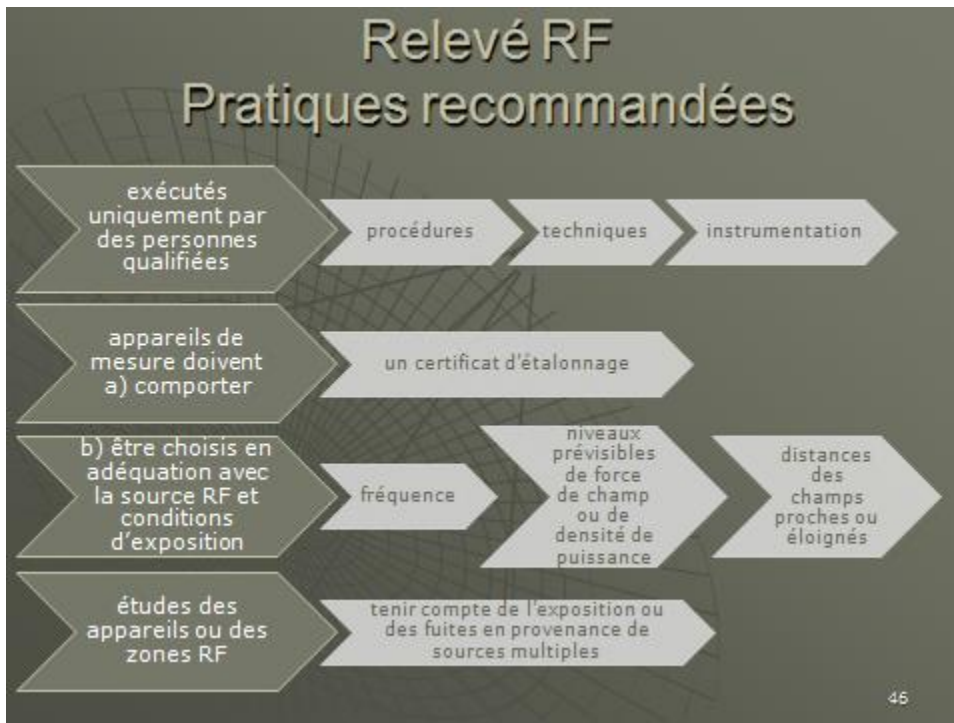 Relevé RF
Pratiques recommandées
exécutés
uniquement par
des personnes
qualifiées
procédures
techniques
instrumentation
appareils de
mesure doivent
a) comporter
un certificat d'étalonnage
b) être choisis en
adéquation avec
la source RF et
conditions
d'exposition
fréquence
niveaux
prévisibles
de force
de champ
ou de
densité de
puissance
distances
des
champs
proches ou
éloignés
études des
appareils ou des
zones RF
tenir compte de l'exposition ou
des fuites en provenance de
sources multiples
46